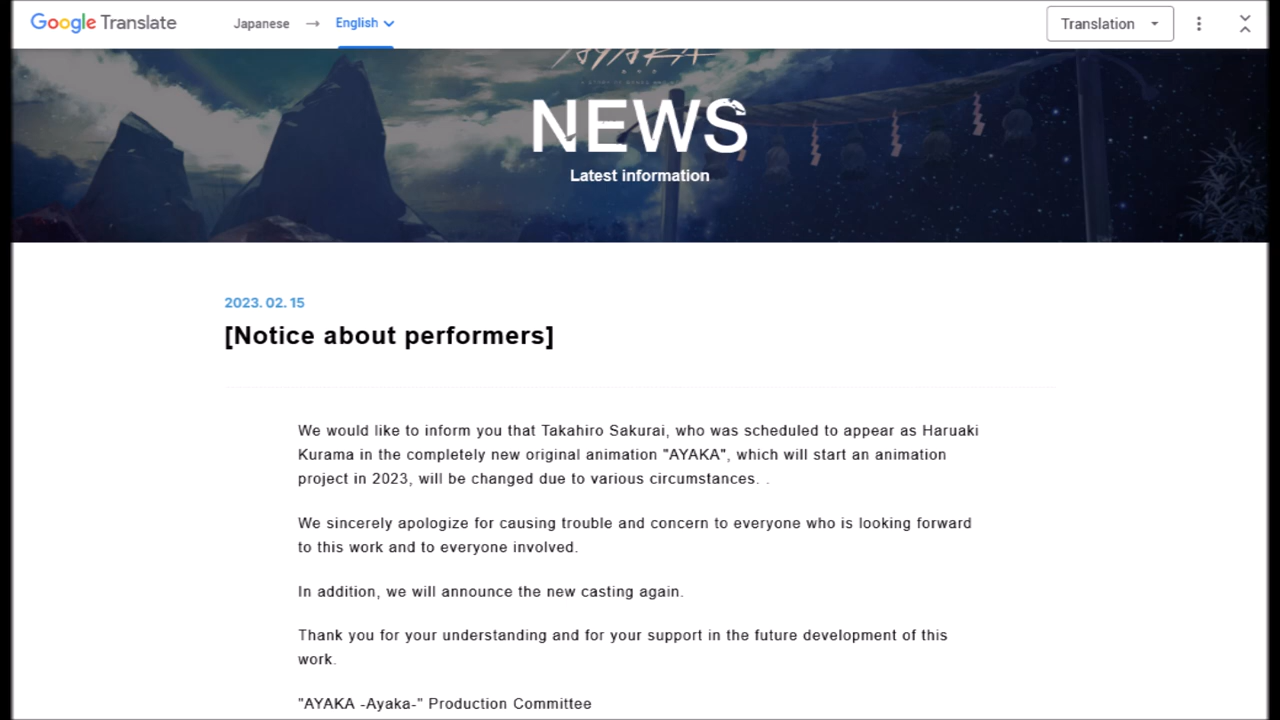 Google Translate
Japanese → English
Translation
AYAKA
NEWS
Latest information
2023. 02. 15
[Notice about performers]
We would like to inform you that Takahiro Sakurai, who was scheduled to appear as Haruaki
Kurama in the completely new original animation "AYAKA", which will start an animation
project in 2023, will be changed due to various circumstances. .
We sincerely apologize for causing trouble and concern to everyone who is looking forward
to this work and to everyone involved.
In addition, we will announce the new casting again.
Thank you for your understanding and for your support in the future development of this
work.
"AYAKA -Ayaka-" Production Committee